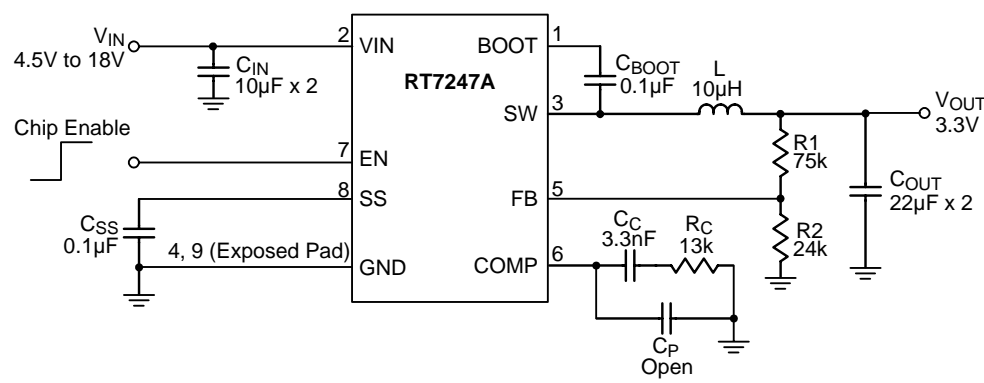 VIN
4.5V to 18V
CIN
10µF x 2
Chip Enable
CSS
0.1µF
4, 9 (Exposed Pad)
2
7
8
VIN
BOOT
RT7247A
SW
EN
SS
FB
GND
COMP
1
3
5
6
CBOOT
0.1µF
L
10µH
VOUT
3.3V
R1
75k
COUT
22µF x 2
R2
24k
CC
3.3nF
RC
13k
CP
Open